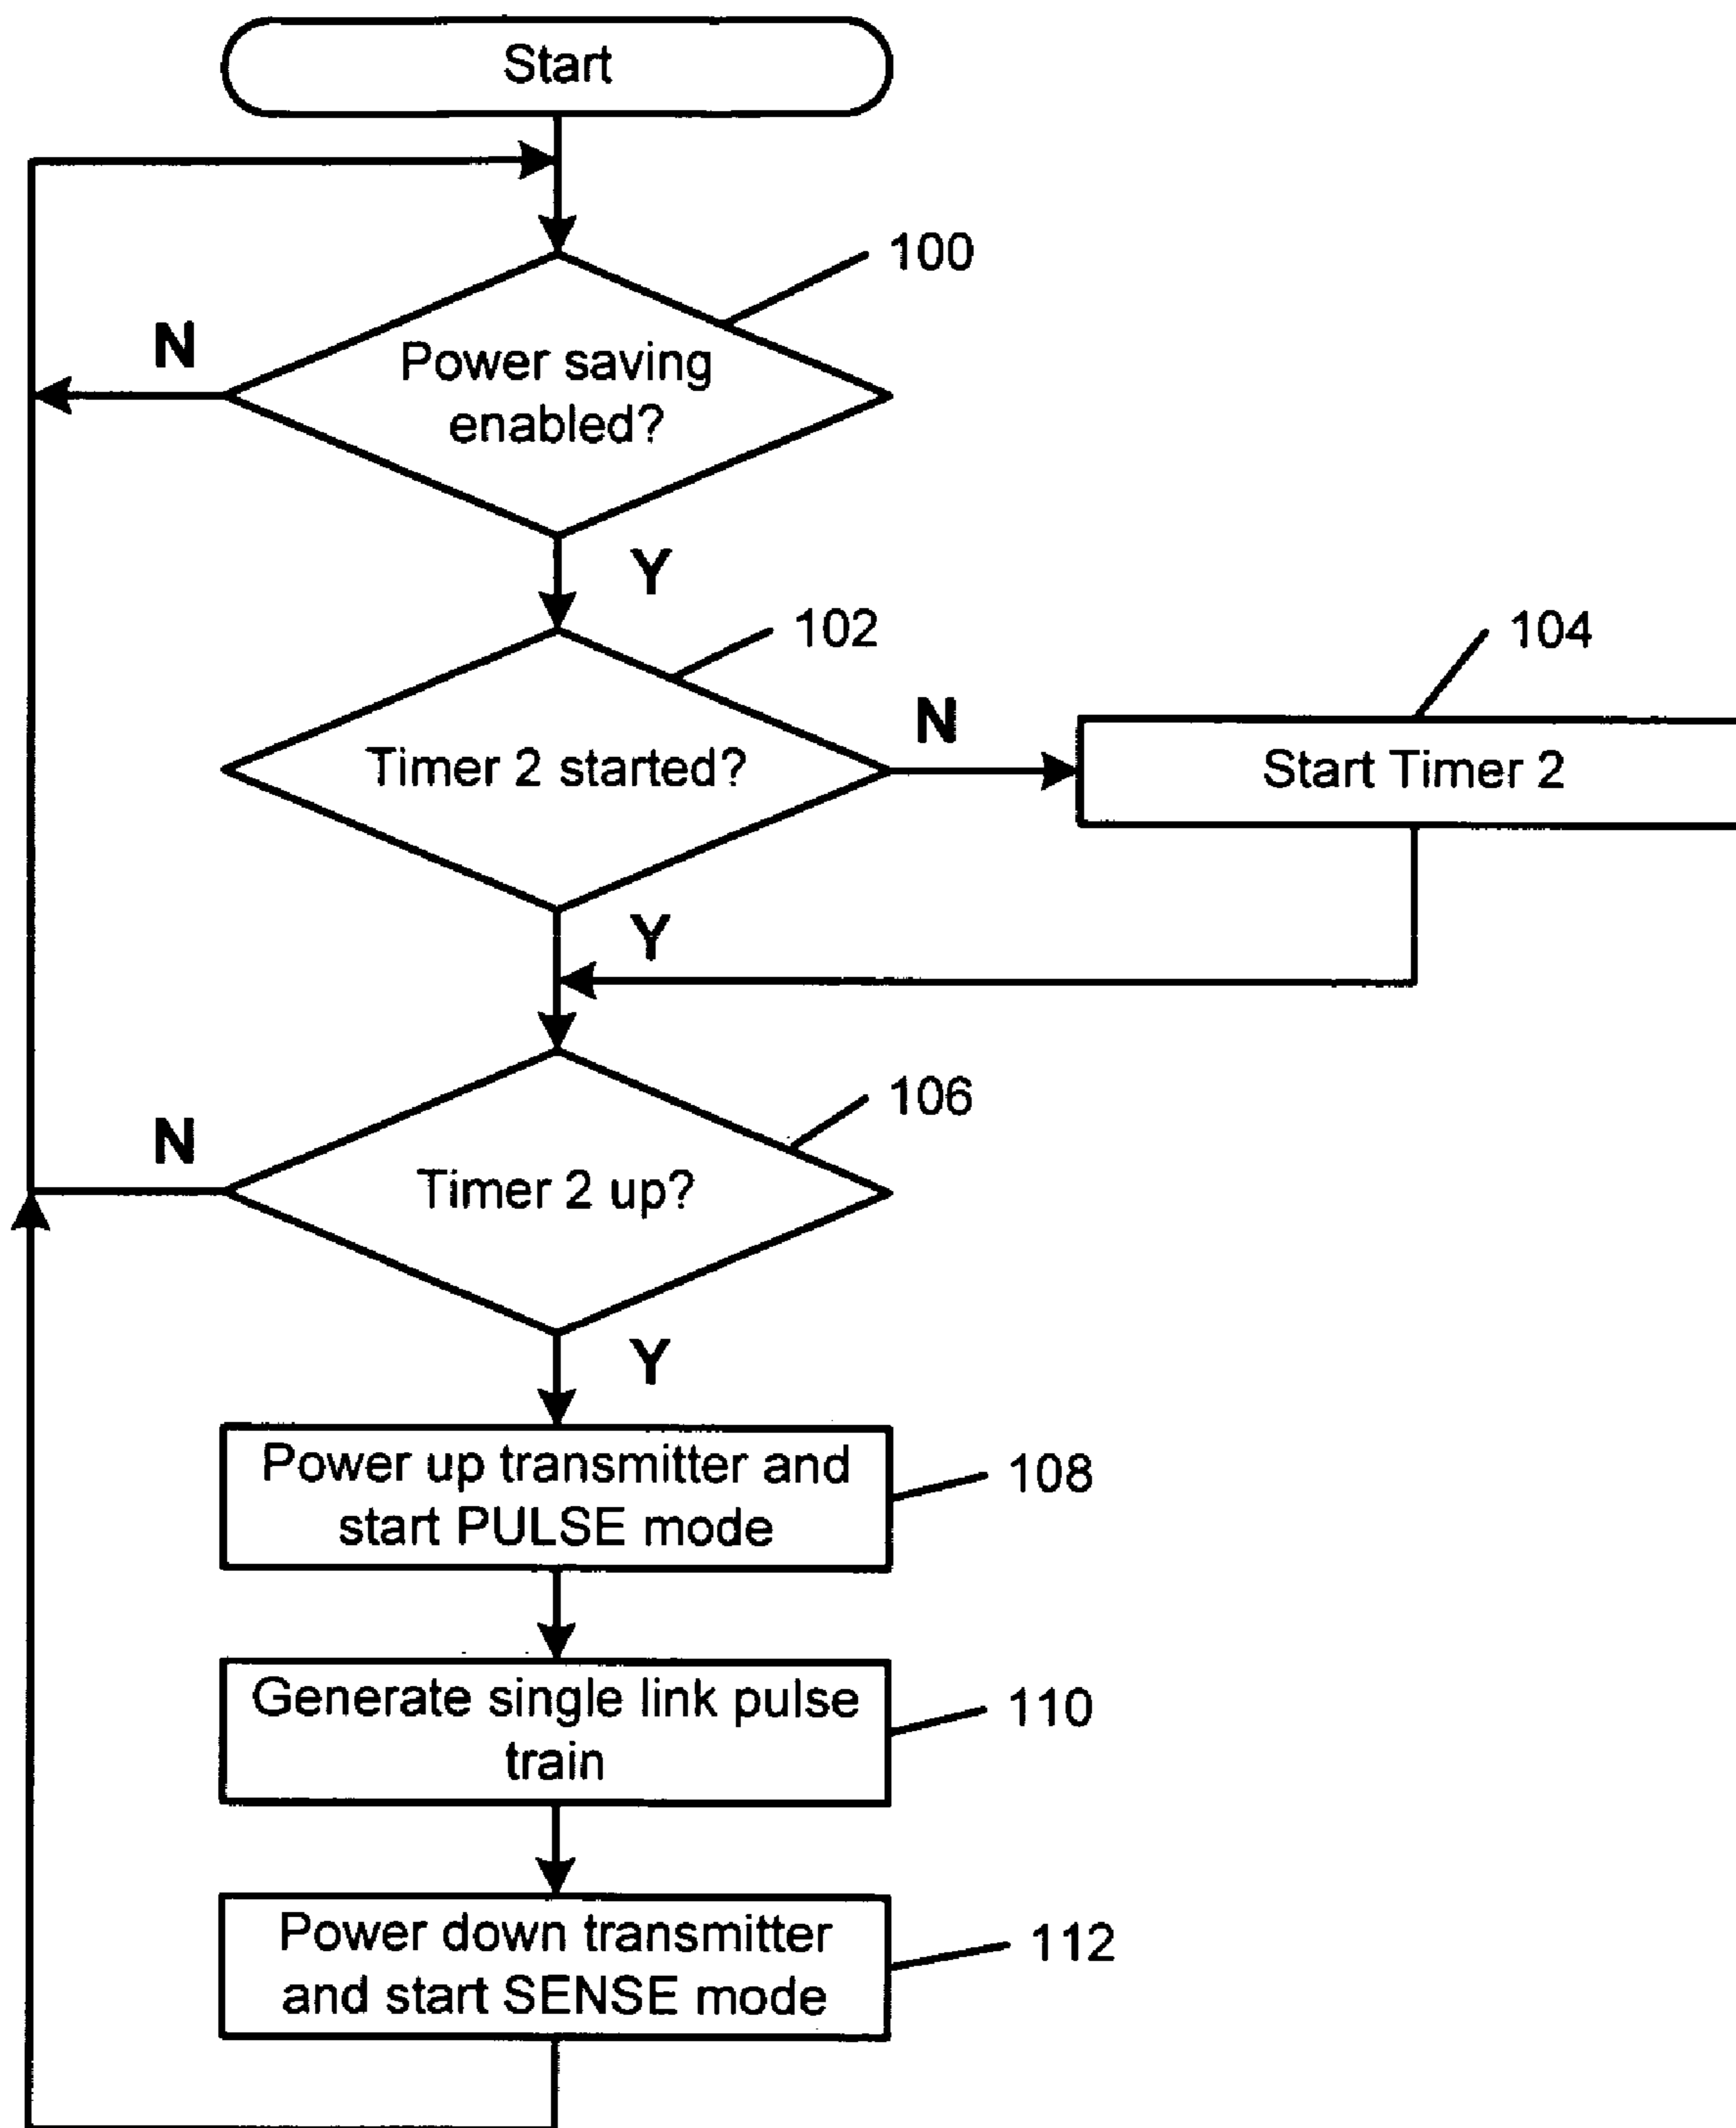 Start
100
N
Power saving
enabled?
Y
102
104
N
Timer 2 started?
Start Timer 2
Y
106
N
Timer 2 up?
Y
Power up transmitter and
start PULSE mode
108
Generate single link pulse
train
110
Power down transmitter
and start SENSE mode
112